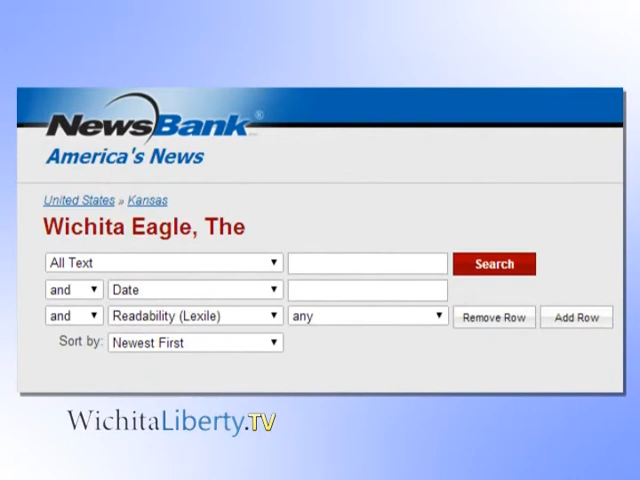 NewsBank®
America's News
United States » Kansas
Wichita Eagle, The
All Text Search
and Date
and Readability (Lexile) any Remove Row Add Row
Sort by: Newest First
WichitaLiberty.TV